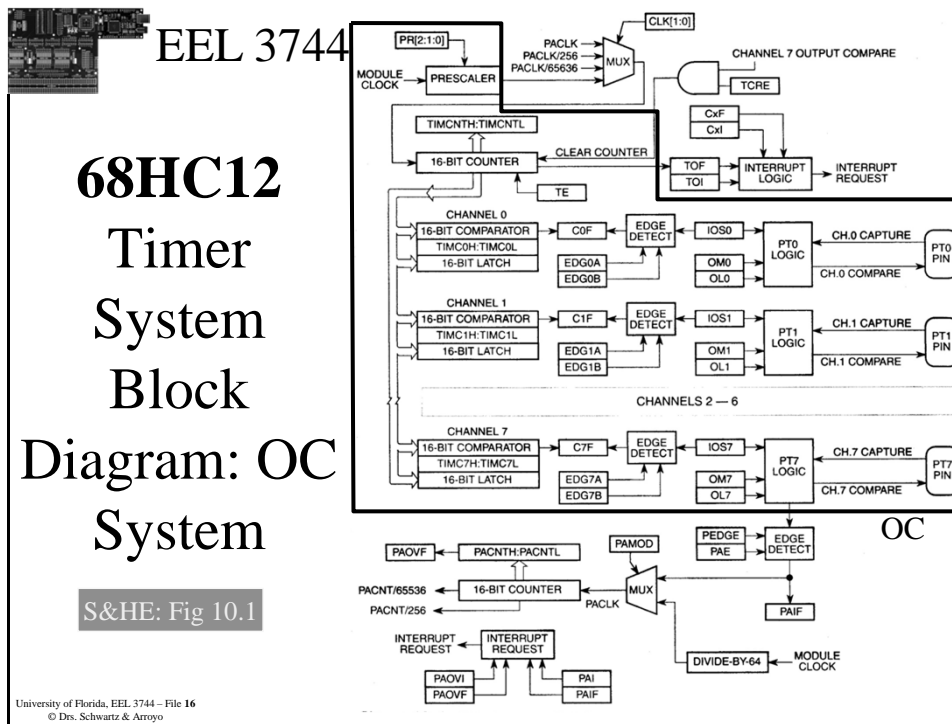 EEL 3744
68HC12
Timer
System
Block
Diagram: OC
System
S&HE: Fig 10.1
University of Florida, EEL 3744 – File 16
© Drs. Schwartz & Arroyo
PR[2:1:0]
CLK[1:0]
PACLK
PACLK/256
PACLK/65636
MUX
MODULE
CLOCK
PRESCALER
CHANNEL 7 OUTPUT COMPARE
TCRE
TIMCNTH:TIMCNTL
CxF
CxI
CLEAR COUNTER
16-BIT COUNTER
TOF
TOI
INTERRUPT
LOGIC
INTERRUPT
REQUEST
TE
CHANNEL 0
16-BIT COMPARATOR
TIMC0H:TIMC0L
16-BIT LATCH
C0F
EDGE
DETECT
EDG0A
EDG0B
IOS0
OM0
OL0
PT0
LOGIC
CH.0 CAPTURE
CH.0 COMPARE
PT0
PIN
CHANNEL 1
16-BIT COMPARATOR
TIMC1H:TIMC1L
16-BIT LATCH
C1F
EDGE
DETECT
EDG1A
EDG1B
IOS1
OM1
OL1
PT1
LOGIC
CH.1 CAPTURE
CH.1 COMPARE
PT1
PIN
CHANNELS 2 — 6
CHANNEL 7
16-BIT COMPARATOR
TIMC7H:TIMC7L
16-BIT LATCH
C7F
EDGE
DETECT
EDG7A
EDG7B
IOS7
OM7
OL7
PT7
LOGIC
CH.7 CAPTURE
CH.7 COMPARE
PT7
PIN
OC
PEDGE
PAE
EDGE
DETECT
PAOVF
PACNTH:PACNTL
PAMOD
PACNT/65536
PACNT/256
16-BIT COUNTER
PACLK
MUX
PAIF
INTERRUPT
REQUEST
INTERRUPT
REQUEST
PAOVI
PAOVF
PAI
PAIF
DIVIDE-BY-64
MODULE
CLOCK